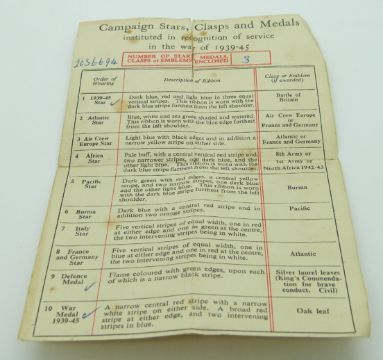 Campaign Stars, Clasps and Medals
instituted in recognition of service
in the war of 1939-45
NUMBER OF STARS, MEDALS,
CLASPS or EMBLEMS ENCLOSED 3
2036694
Order of Wearing Description of Ribbon Clasp or Emblem (if awarded)
1 1939-45 Star Dark blue, red and light blue in three equal
vertical stripes. This ribbon is worn with the
dark blue stripe furthest from the left shoulder.
Battle of Britain
2 Atlantic Star Blue, white and sea green shaded and watered.
This ribbon is worn with the blue edge furthest
from the left shoulder.
Air Crew Europe or France and Germany
3 Air Crew Europe Star Light blue with black edges and in addition a
narrow yellow stripe on either side.
Atlantic or France and Germany
4 Africa Star Pale buff, with a central vertical red stripe and
two narrower stripes, one dark blue, and the
other light blue. This ribbon is worn with the
dark blue stripe furthest from the left shoulder.
8th Army or 1st Army or North Africa 1942-43
5 Pacific Star Dark green with red edges, a central yellow
stripe, and two narrow stripes, one dark blue
and the other light blue. This ribbon is worn
with the dark blue stripe furthest from the left
shoulder.
Burma
6 Burma Star Dark blue with a central red stripe and in
addition two orange stripes.
Pacific
7 Italy Star Five vertical stripes of equal width, one in red
at either edge and one in green at the centre,
the two intervening stripes being in white.
8 France and Germany Star Five vertical stripes of equal width, one in
blue at either edge and one in red at the centre,
the two intervening stripes being in white.
Atlantic
9 Defence Medal Flame coloured with green edges, upon each
of which is a narrow black stripe.
Silver laurel leaves (King's Commendation for brave conduct. Civil)
10 War Medal 1939-45 A narrow central red stripe with a narrow
white stripe on either side. A broad red
stripe at either edge, and two intervening
stripes in blue.
Oak leaf